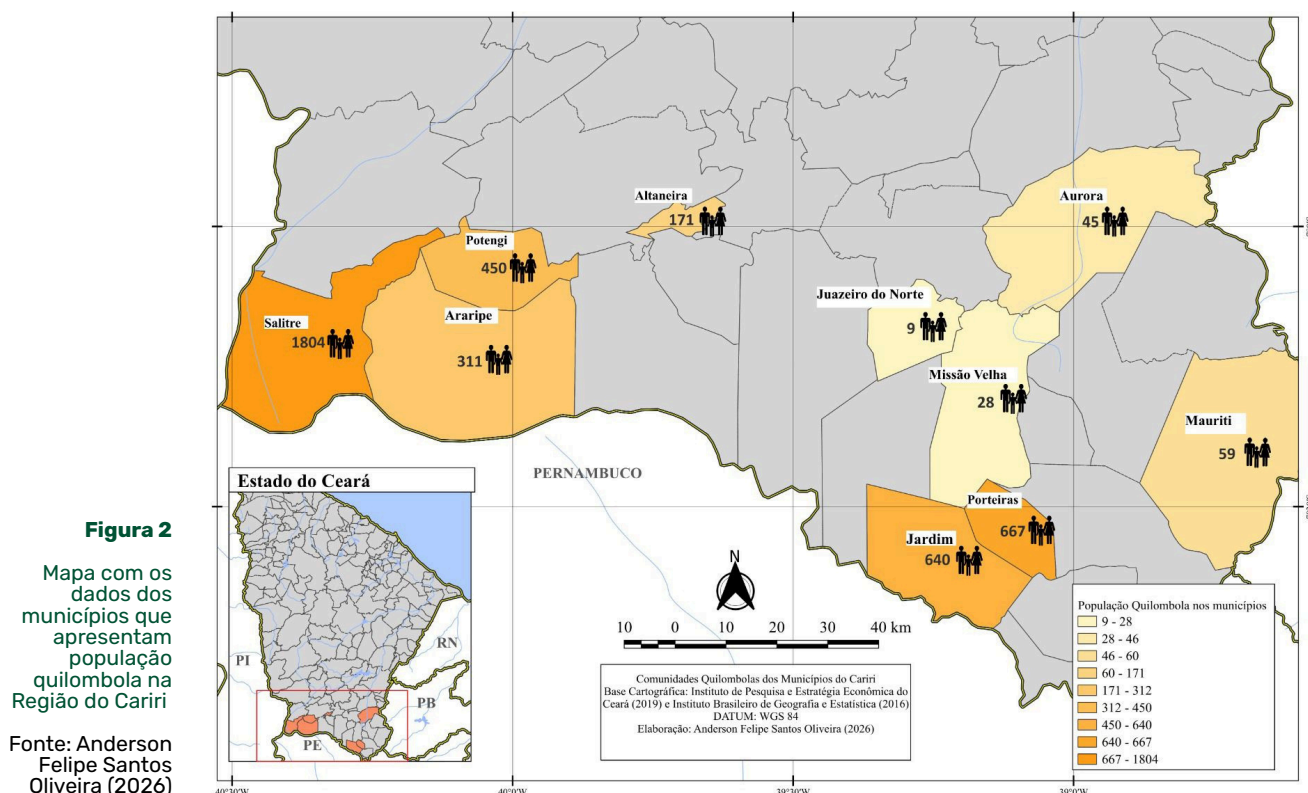 Altaneira
171
Aurora
45
Potengi
450
Juazeiro do Norte
9
Salitre
1804
Araripe
311
Missão Velha
28
Mauriti
59
PERNAMBUCO
Porteiras
667
Jardim
640
Estado do Ceará
RN
PI
PB
PE
Figura 2
Mapa com os
dados dos
municípios que
apresentam
população
quilombola na
Região do Cariri
Fonte: Anderson
Felipe Santos
Oliveira (2026)
N
10 0 10 20 30 40 km
Comunidades Quilombolas dos Municípios do Cariri
Base Cartográfica: Instituto de Pesquisa e Estratégia Econômica do
Ceará (2019) e Instituto Brasileiro de Geografia e Estatística (2016)
DATUM: WGS 84
Elaboração: Anderson Felipe Santos Oliveira (2026)
População Quilombola nos municípios
9 - 28
28 - 46
46 - 60
60 - 171
171 - 312
312 - 450
450 - 640
640 - 667
667 - 1804